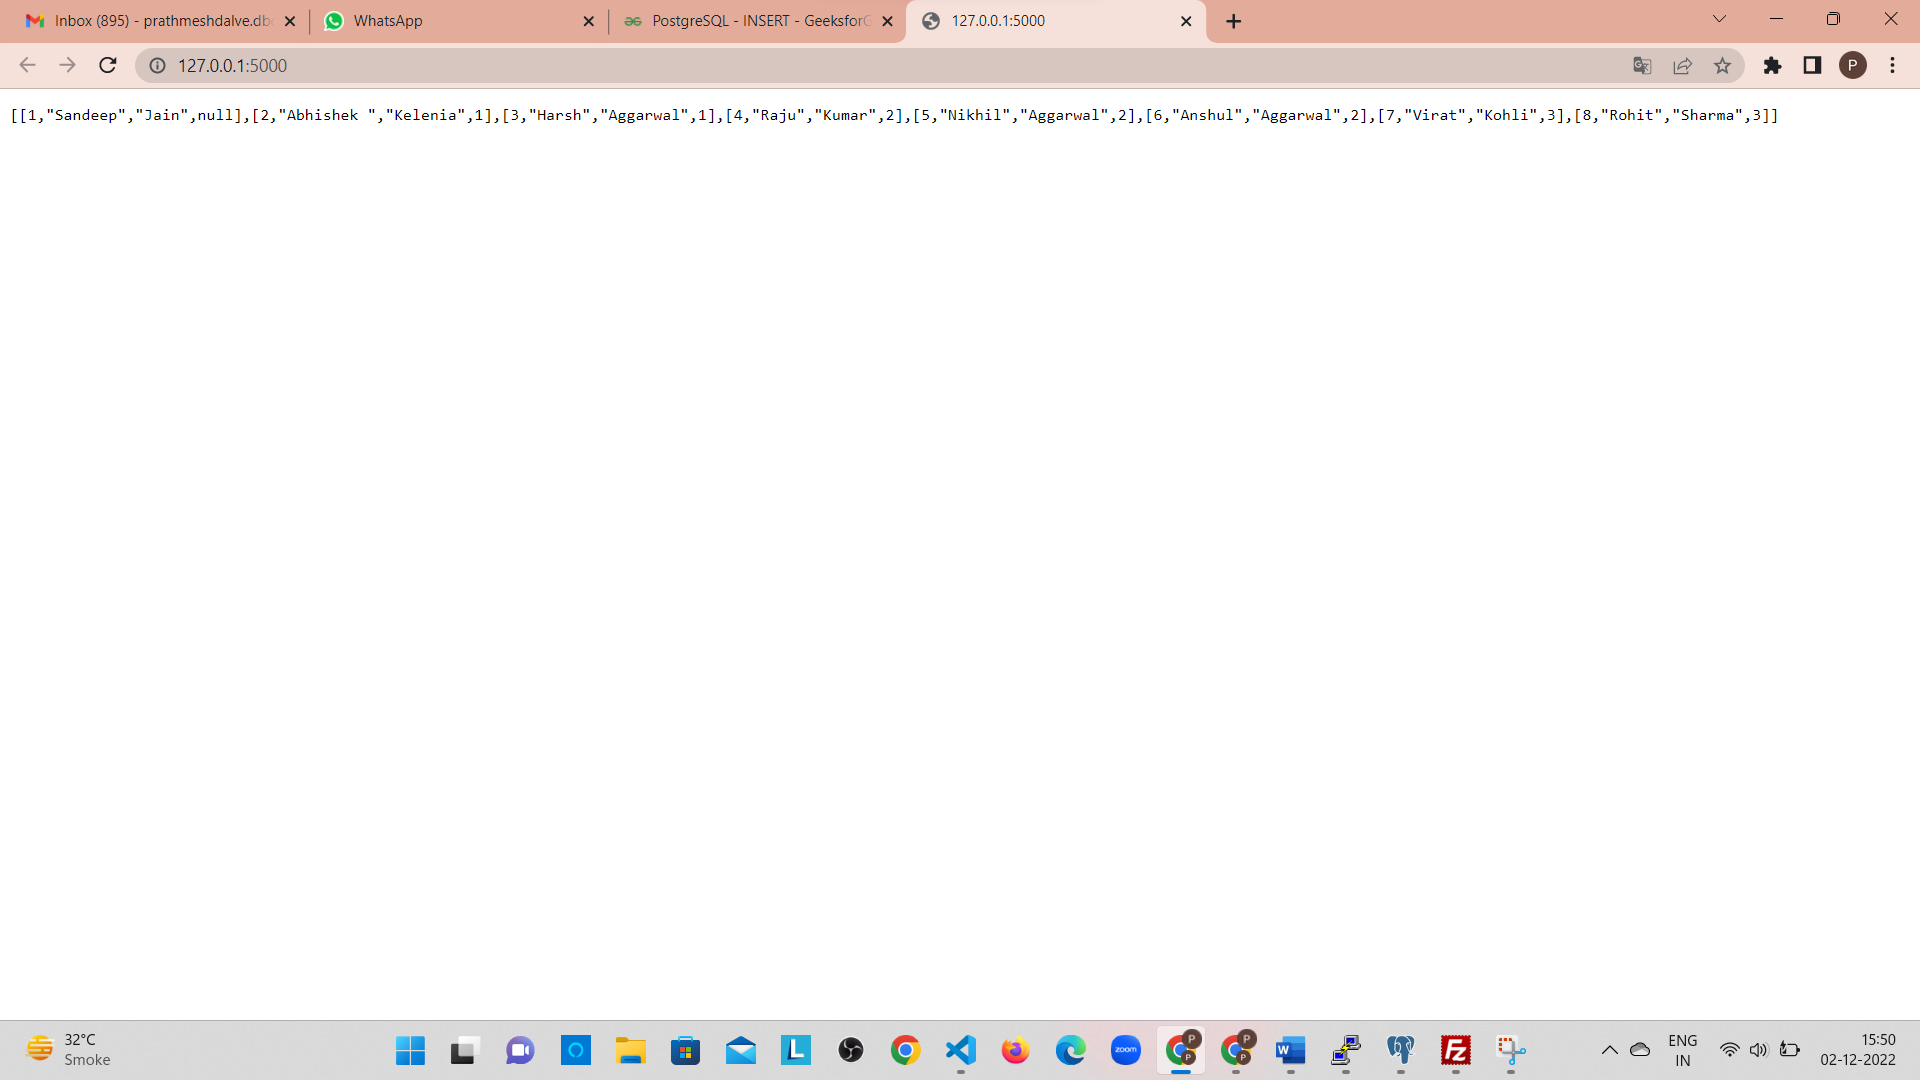 Inbox (895) - prathmeshdalve.dbc
WhatsApp
PostgreSQL - INSERT - GeeksforG
127.0.0.1:5000
127.0.0.1:5000
P
[[1,"Sandeep","Jain",null],[2,"Abhishek ","Kelenia",1],[3,"Harsh","Aggarwal",1],[4,"Raju","Kumar",2],[5,"Nikhil","Aggarwal",2],[6,"Anshul","Aggarwal",2],[7,"Virat","Kohli",3],[8,"Rohit","Sharma",3]]
32°C
Smoke
L
zoom
P
P
P
P
W
FZ
ENG
IN
15:50
02-12-2022